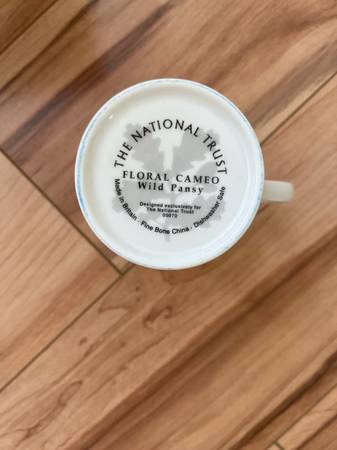 THE NATIONAL TRUST
FLORAL CAMEO
Wild Pansy
Designed exclusively for
The National Trust
05070
Made in Britain · Fine Bone China · Dishwasher Safe